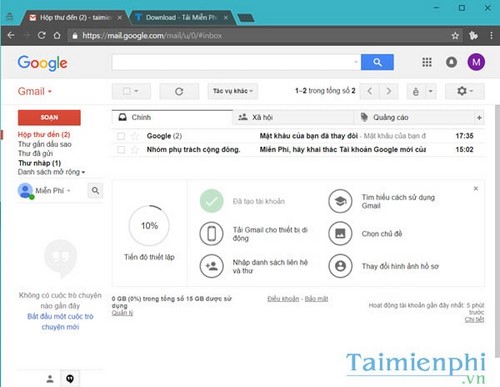 Hộp thư đến (2) - taimien
Download - Tải Miễn Ph
https://mail.google.com/mail/u/0/#inbox
Google
M
Gmail
Tác vụ khác
1–2 trong tổng số 2
SOẠN
Chính
Xã hội
Quảng cáo
+
Hộp thư đến (2)
Thư gắn dấu sao
Thư đã gửi
Thư nháp (1)
Danh sách mở rộng
Google (2)
Mật khẩu của bạn đã thay đổi - Mật khẩu của bạn đ
17:35
Nhóm phụ trách cộng đồng.
Miễn Phí, hãy khai thác Tài khoản Google mới của
15:02
Miễn Phí
10%
Tiến độ thiết lập
Đã tạo tài khoản
Tìm hiểu cách sử dụng
Gmail
Tải Gmail cho thiết bị di
động
Chọn chủ đề
Nhập danh sách liên hệ
và thư
Thay đổi hình ảnh hồ sơ
Không có cuộc trò chuyện
nào gần đây
Bắt đầu một cuộc trò
chuyện mới
0 GB (0%) trong tổng số 15 GB được sử
dụng
Quản lý
Điều khoản - Bảo mật
Hoạt động tài khoản gần đây nhất: 5 phút
trước
Chi tiết
Taimienphi
.vn